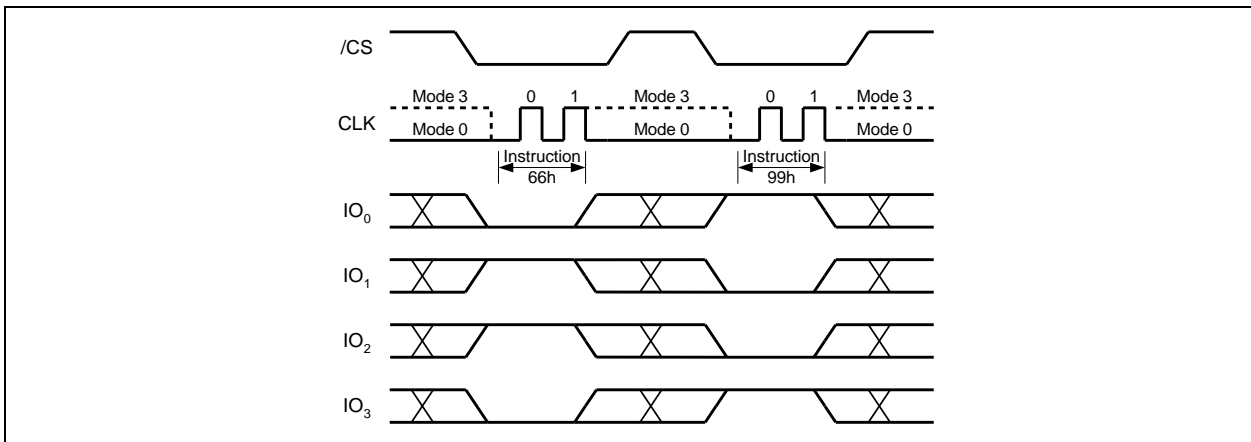 /CS
Mode 3 0 1 Mode 3 0 1 Mode 3
CLK
Mode 0 Mode 0 Mode 0
Instruction Instruction
66h 99h
IO0
IO1
IO2
IO3